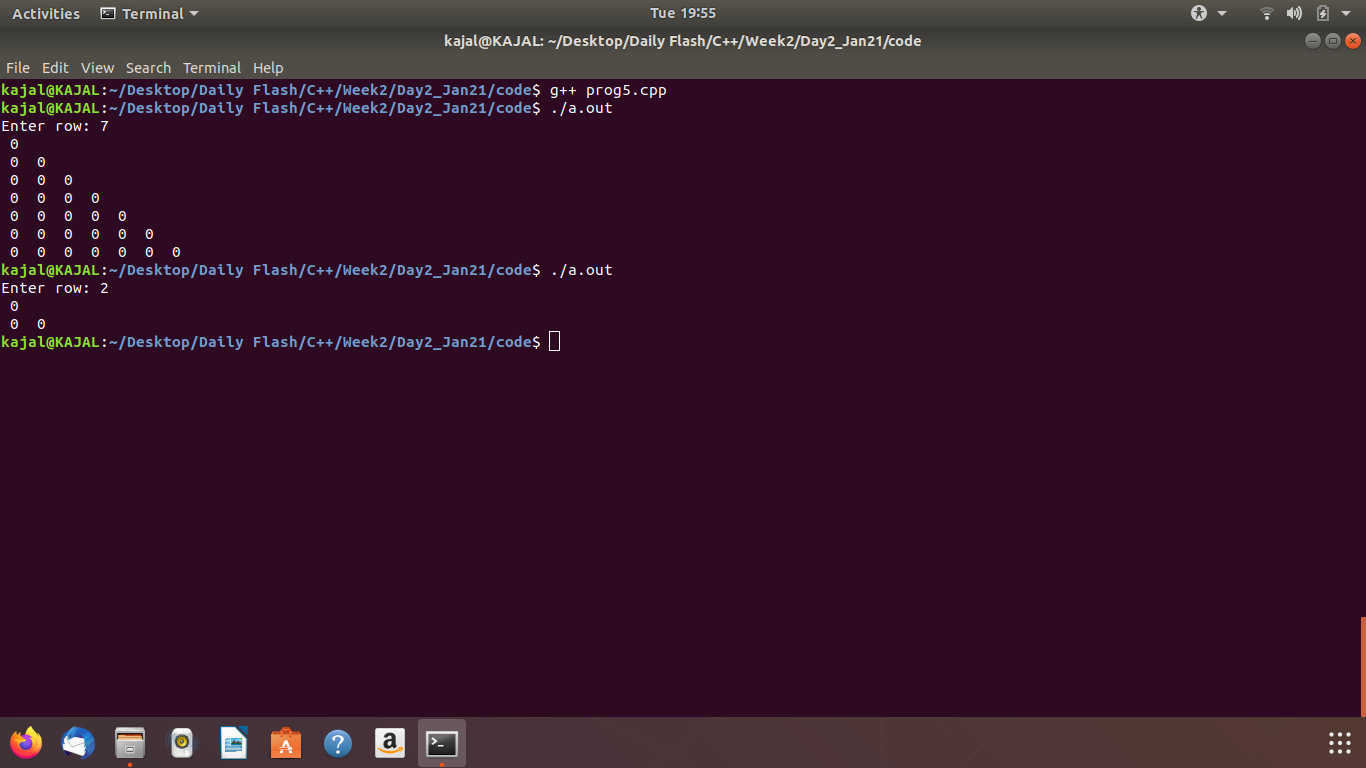 Activities Terminal Tue 19:55
kajal@KAJAL: ~/Desktop/Daily Flash/C++/Week2/Day2_Jan21/code
File Edit View Search Terminal Help
kajal@KAJAL:~/Desktop/Daily Flash/C++/Week2/Day2_Jan21/code$ g++ prog5.cpp
kajal@KAJAL:~/Desktop/Daily Flash/C++/Week2/Day2_Jan21/code$ ./a.out
Enter row: 7
0
0 0
0 0 0
0 0 0 0
0 0 0 0 0
0 0 0 0 0 0
0 0 0 0 0 0 0
kajal@KAJAL:~/Desktop/Daily Flash/C++/Week2/Day2_Jan21/code$ ./a.out
Enter row: 2
0
0 0
kajal@KAJAL:~/Desktop/Daily Flash/C++/Week2/Day2_Jan21/code$